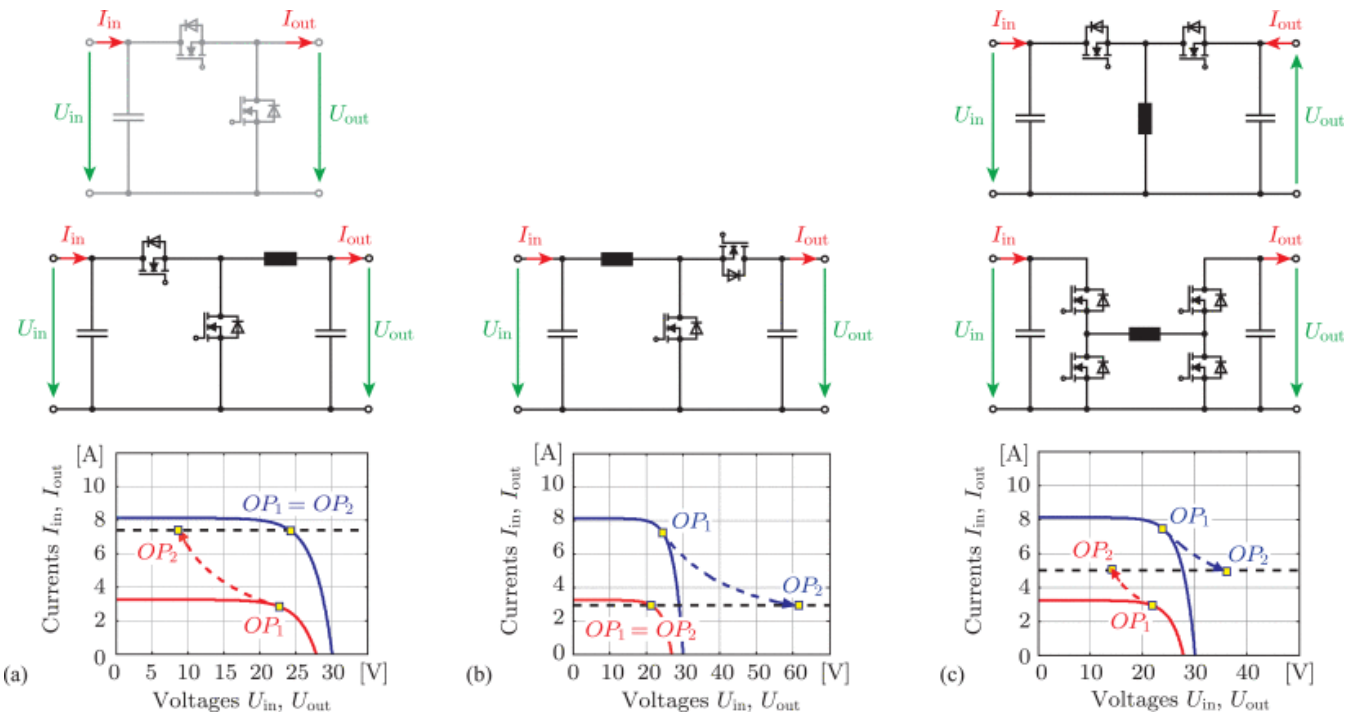 I_in I_out
U_in U_out
I_in I_out
U_in U_out
I_in I_out
U_in U_out
I_in I_out
U_in U_out
I_in I_out
U_in U_out
[A]
10
8
6
4
2
0
Currents I_in, I_out
OP_1 = OP_2
OP_2
OP_1
0 5 10 15 20 25 30 [V]
Voltages U_in, U_out
(a)
[A]
10
8
6
4
2
0
Currents I_in, I_out
OP_1
OP_2
OP_1 = OP_2
0 10 20 30 40 50 60 [V]
Voltages U_in, U_out
(b)
[A]
10
8
6
4
2
0
Currents I_in, I_out
OP_1
OP_2 OP_2
OP_1
0 10 20 30 40 [V]
Voltages U_in, U_out
(c)